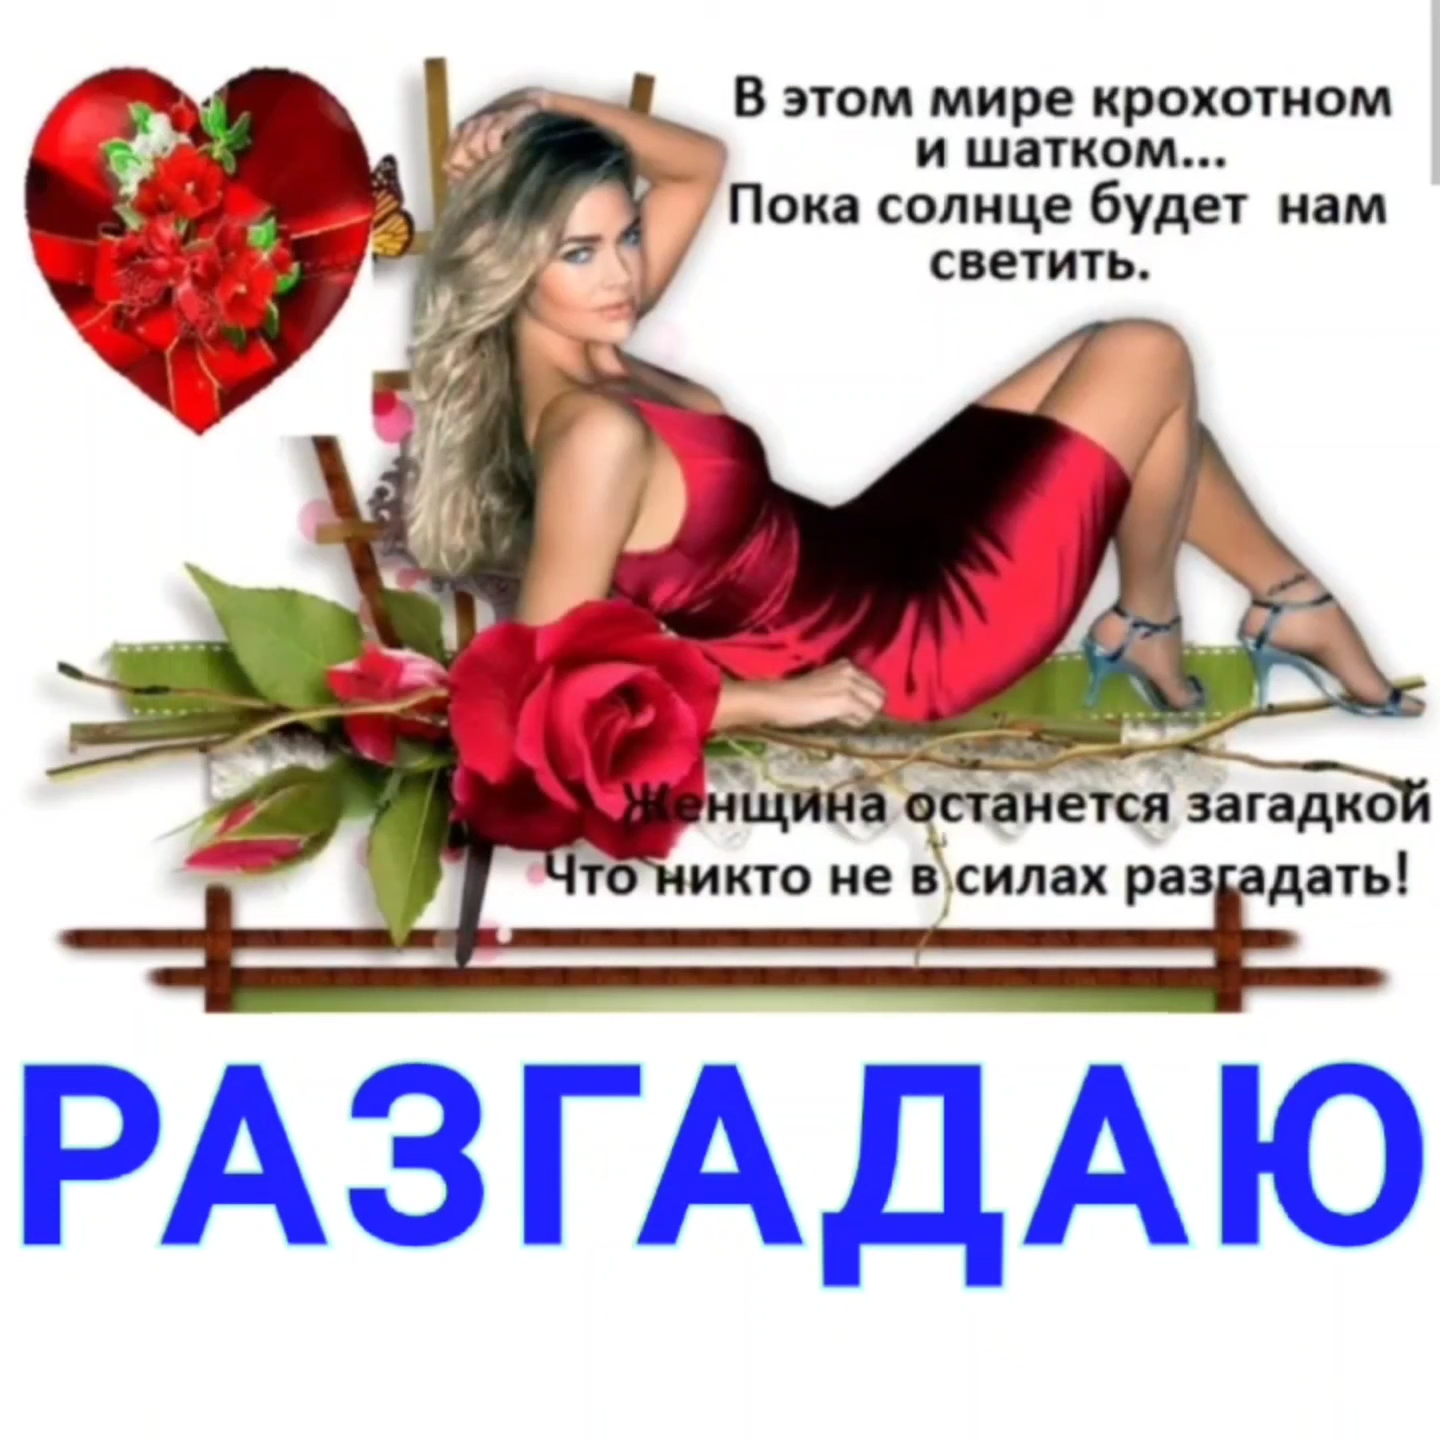 В этом мире крохотном
и шатком...
Пока солнце будет нам
светить.
Женщина останется загадкой
Что никто не в силах разгадать!
РАЗГАДАЮ